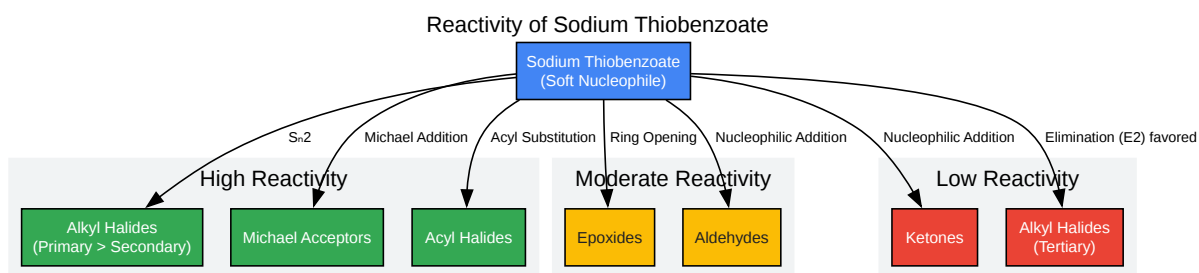 Reactivity of Sodium Thiobenzoate
Sodium Thiobenzoate
(Soft Nucleophile)
Sₙ2
Michael Addition
Acyl Substitution
Ring Opening
Nucleophilic Addition
Nucleophilic Addition
Elimination (E2) favored
High Reactivity
Moderate Reactivity
Low Reactivity
Alkyl Halides
(Primary > Secondary)
Michael Acceptors
Acyl Halides
Epoxides
Aldehydes
Ketones
Alkyl Halides
(Tertiary)